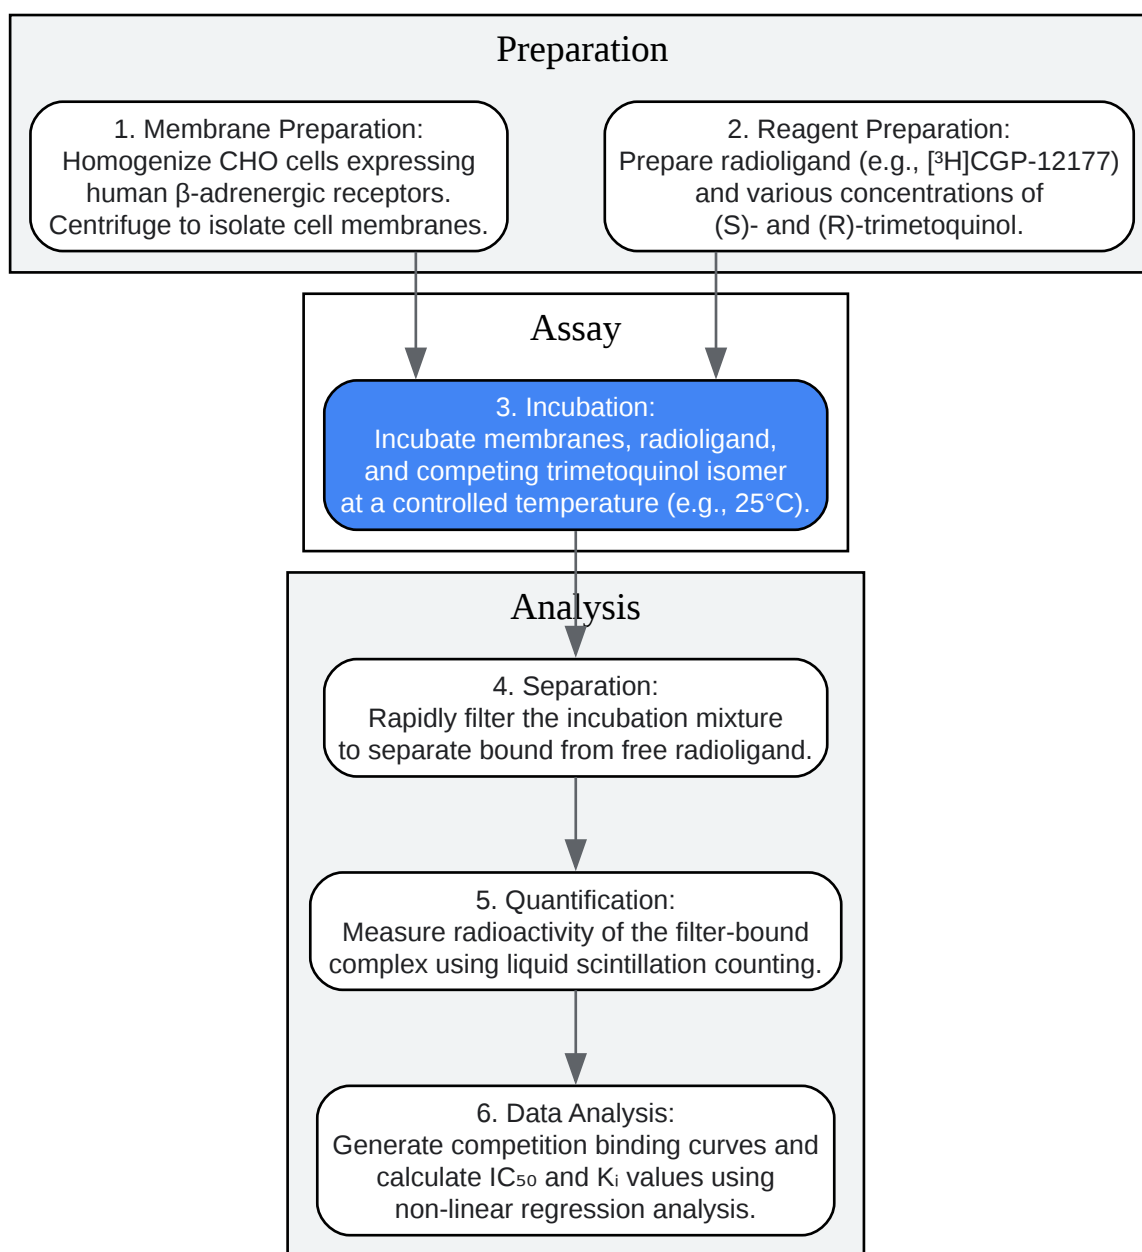 Preparation
1. Membrane Preparation:
Homogenize CHO cells expressing
human β-adrenergic receptors.
Centrifuge to isolate cell membranes.
2. Reagent Preparation:
Prepare radioligand (e.g., [³H]CGP-12177)
and various concentrations of
(S)- and (R)-trimetoquinol.
Assay
3. Incubation:
Incubate membranes, radioligand,
and competing trimetoquinol isomer
at a controlled temperature (e.g., 25°C).
Analysis
4. Separation:
Rapidly filter the incubation mixture
to separate bound from free radioligand.
5. Quantification:
Measure radioactivity of the filter-bound
complex using liquid scintillation counting.
6. Data Analysis:
Generate competition binding curves and
calculate IC₅₀ and Kᵢ values using
non-linear regression analysis.